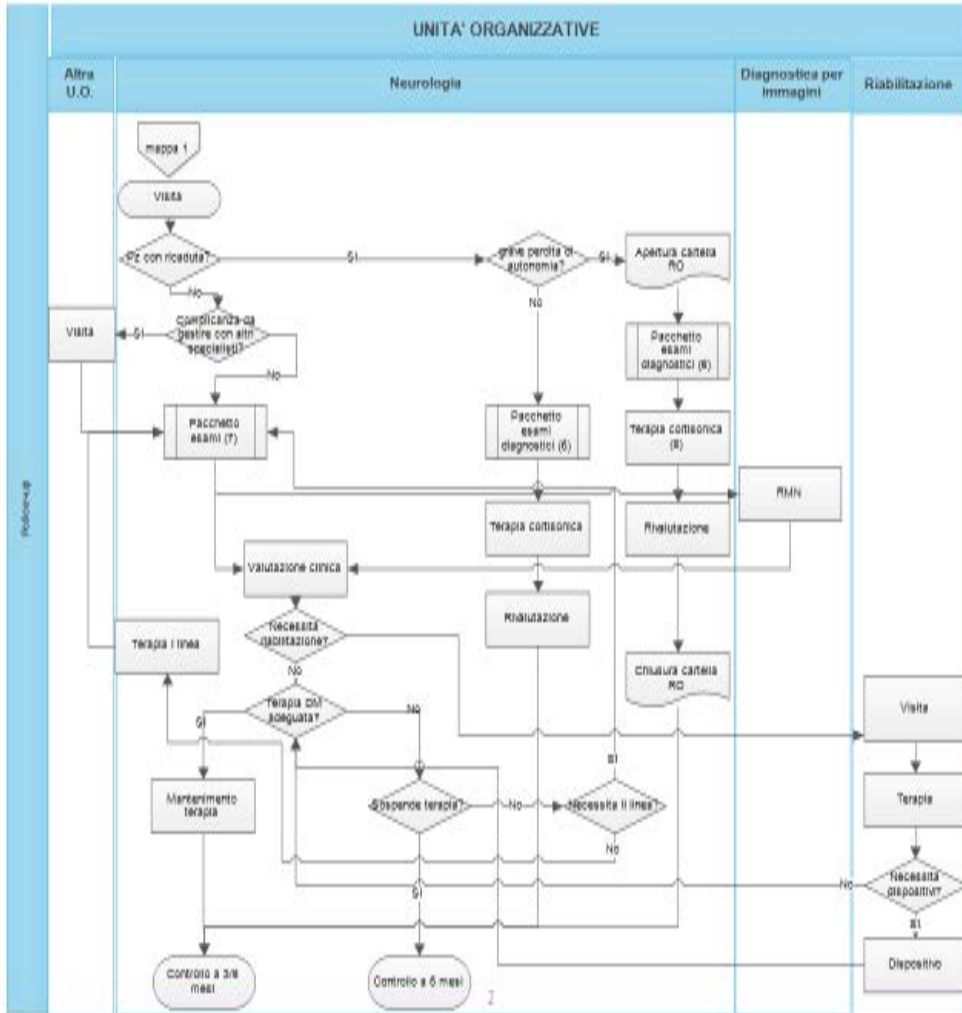 UNITA' ORGANIZZATIVE
Altra
U.O.
Neurologia
Diagnostica per
immagini
Riabilitazione
Follow-up
mappa 1
Visita
Pz con ricaduta?
SI
grave perdita di
autonomia?
SI
Apertura cartella
RO
No
No
Visita
SI
Complicanza da
gestire con altri
specialisti?
Pacchetto
esami
diagnostici (6)
No
Pacchetto
esami (7)
Pacchetto
esami
diagnostici (6)
Terapia cortisonica
(8)
RMN
Terapia cortisonica
Rivalutazione
Valutazione clinica
Rivalutazione
Necessita
riabilitazione?
Terapia I linea
Chiusura cartella
RO
No
Terapia DM
adeguata?
SI
No
Visita
SI
Mantenimento
terapia
Sospende terapia?
No
Necessita II linea?
Terapia
No
Necessita
dispositivi?
No
SI
SI
Dispositivo
Controllo a 3/6
mesi
Controllo a 6 mesi
2